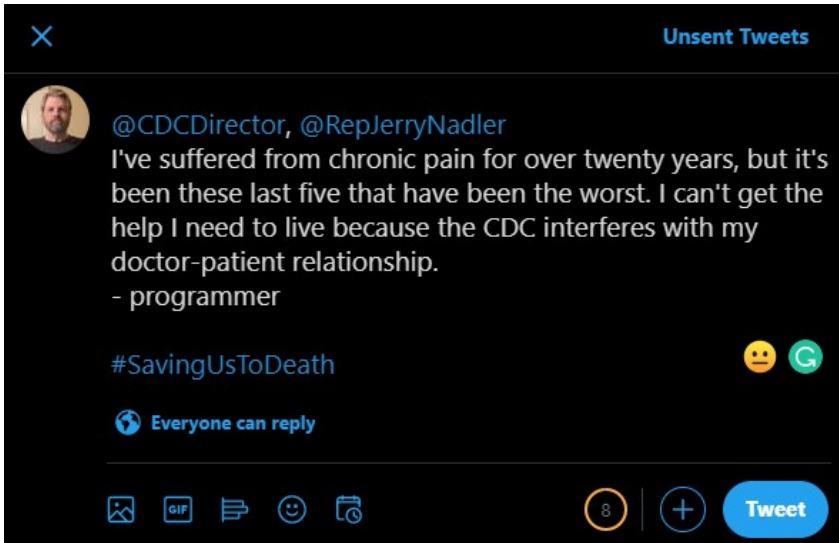 Unsent Tweets
@CDCDirector, @RepJerryNadler
I've suffered from chronic pain for over twenty years, but it's
been these last five that have been the worst. I can't get the
help I need to live because the CDC interferes with my
doctor-patient relationship.
- programmer
#SavingUsToDeath
Everyone can reply
GIF
8
Tweet